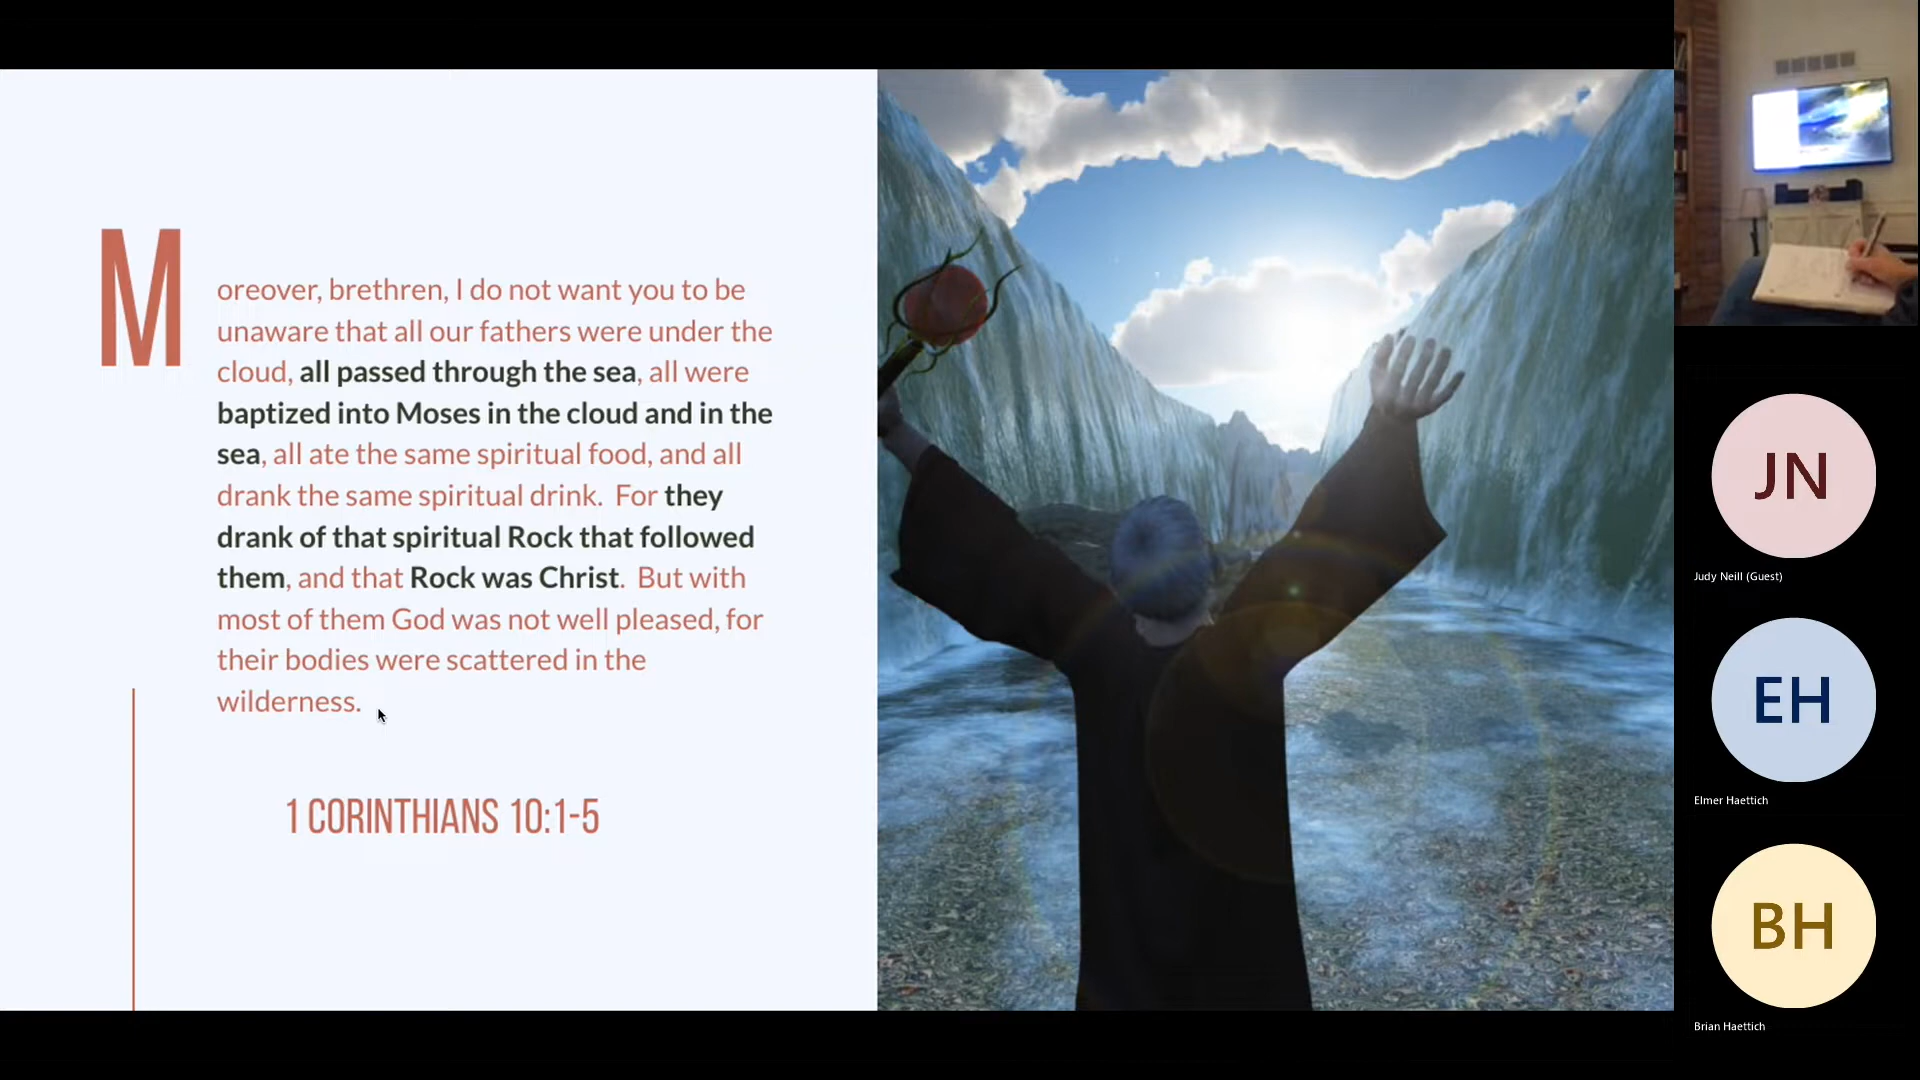 Moreover, brethren, I do not want you to be
unaware that all our fathers were under the
cloud, all passed through the sea, all were
baptized into Moses in the cloud and in the
sea, all ate the same spiritual food, and all
drank the same spiritual drink.  For they
drank of that spiritual Rock that followed
them, and that Rock was Christ.  But with
most of them God was not well pleased, for
their bodies were scattered in the
wilderness.
1 CORINTHIANS 10:1-5
JN
Judy Neill (Guest)
EH
Elmer Haettich
BH
Brian Haettich